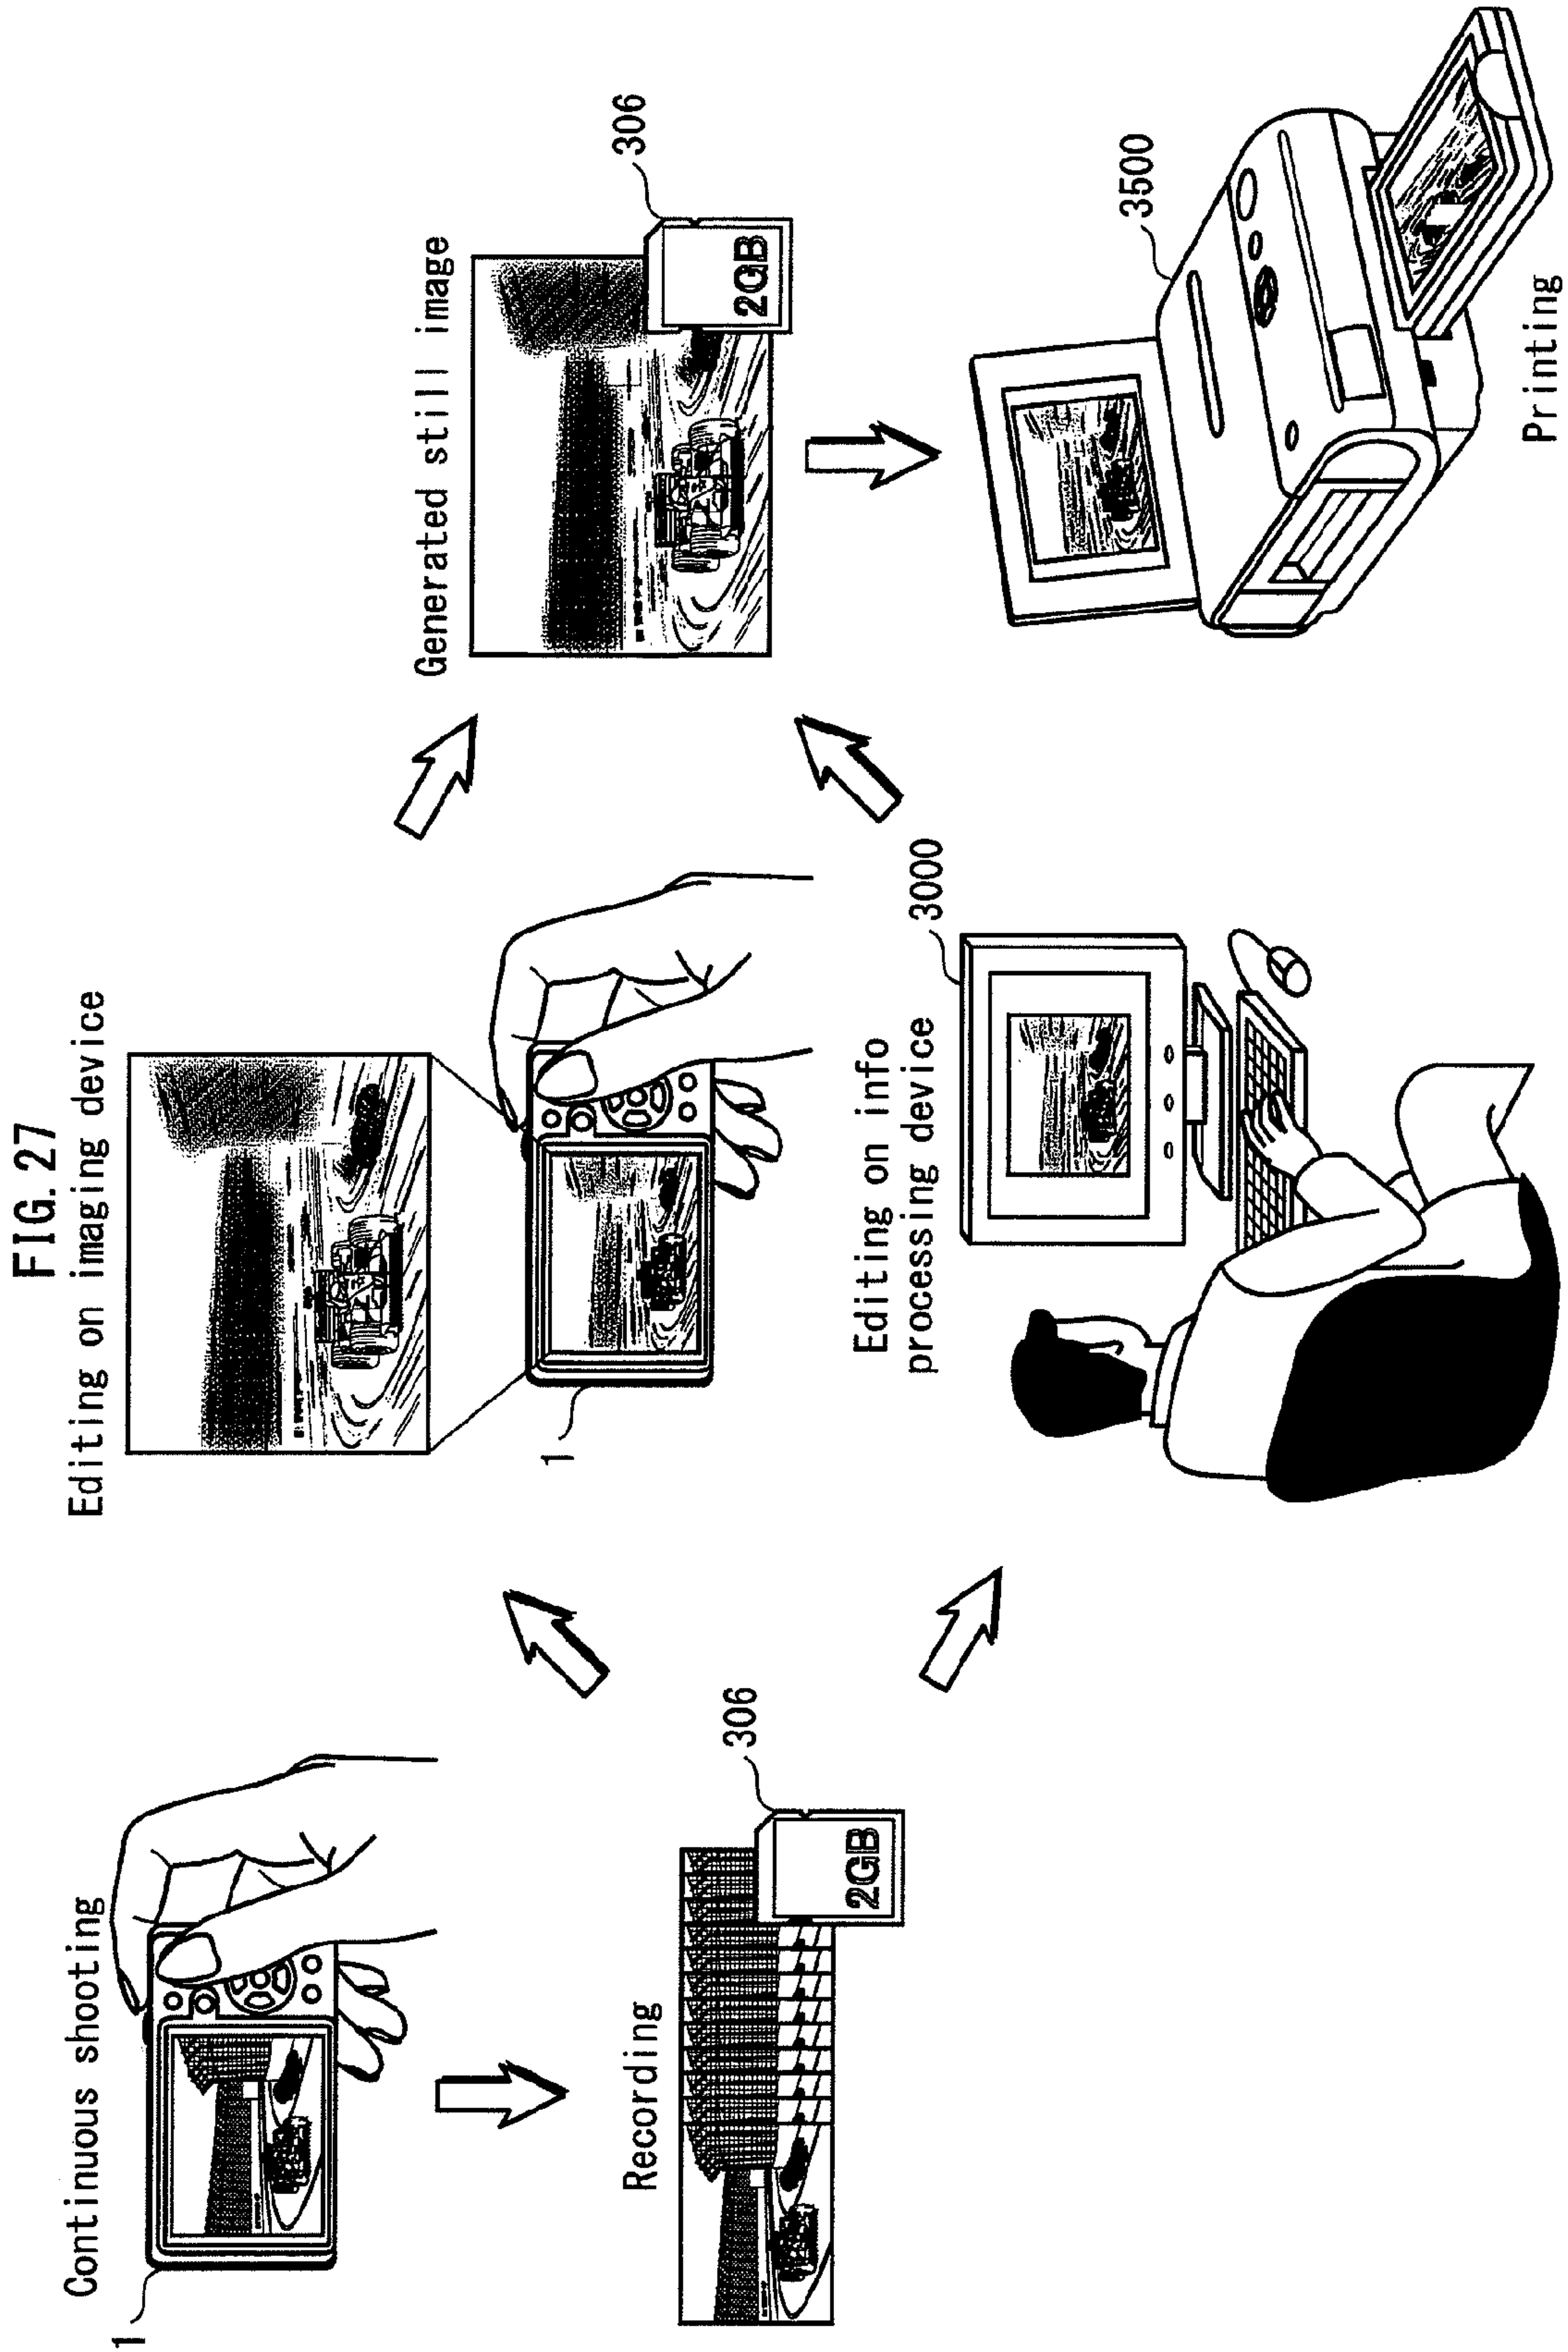 FIG. 27
Continuous shooting
1
Recording
306
2GB
Editing on imaging device
1
Editing on info
processing device
3000
Generated still image
306
2GB
3500
Printing